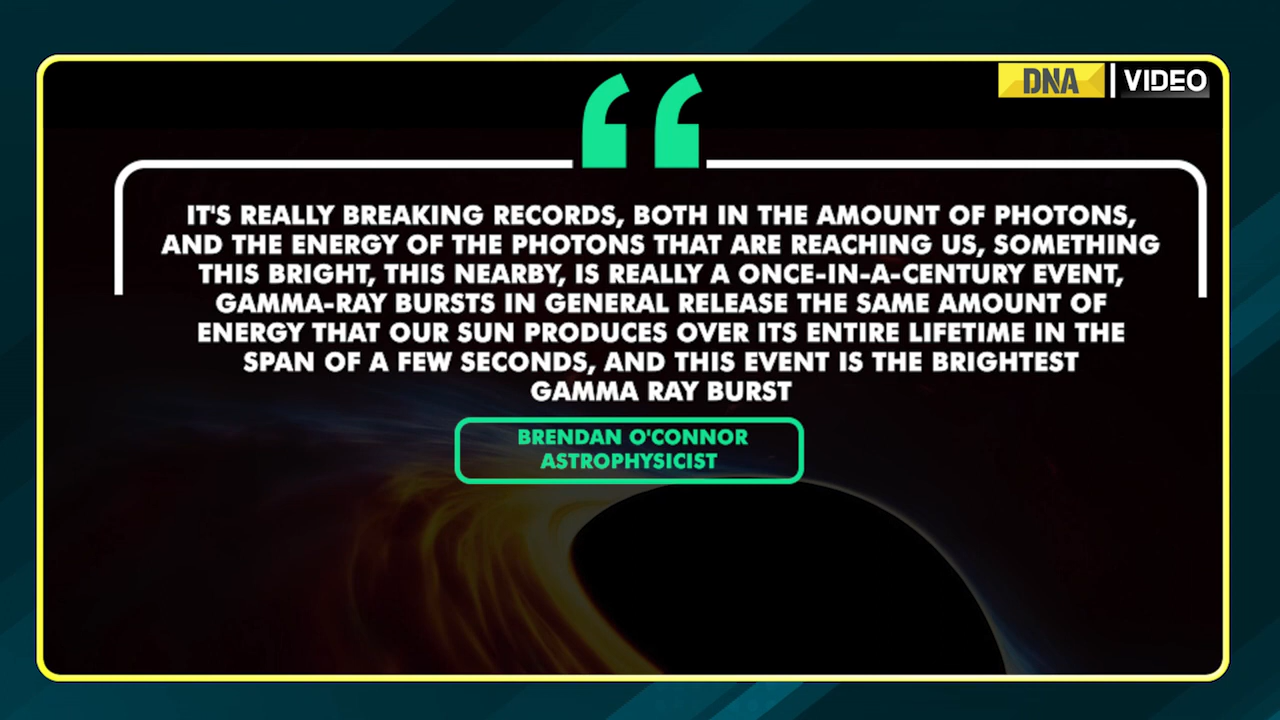 DNA VIDEO
IT'S REALLY BREAKING RECORDS, BOTH IN THE AMOUNT OF PHOTONS,
AND THE ENERGY OF THE PHOTONS THAT ARE REACHING US, SOMETHING
THIS BRIGHT, THIS NEARBY, IS REALLY A ONCE-IN-A-CENTURY EVENT,
GAMMA-RAY BURSTS IN GENERAL RELEASE THE SAME AMOUNT OF
ENERGY THAT OUR SUN PRODUCES OVER ITS ENTIRE LIFETIME IN THE
SPAN OF A FEW SECONDS, AND THIS EVENT IS THE BRIGHTEST
GAMMA RAY BURST
BRENDAN O'CONNOR
ASTROPHYSICIST